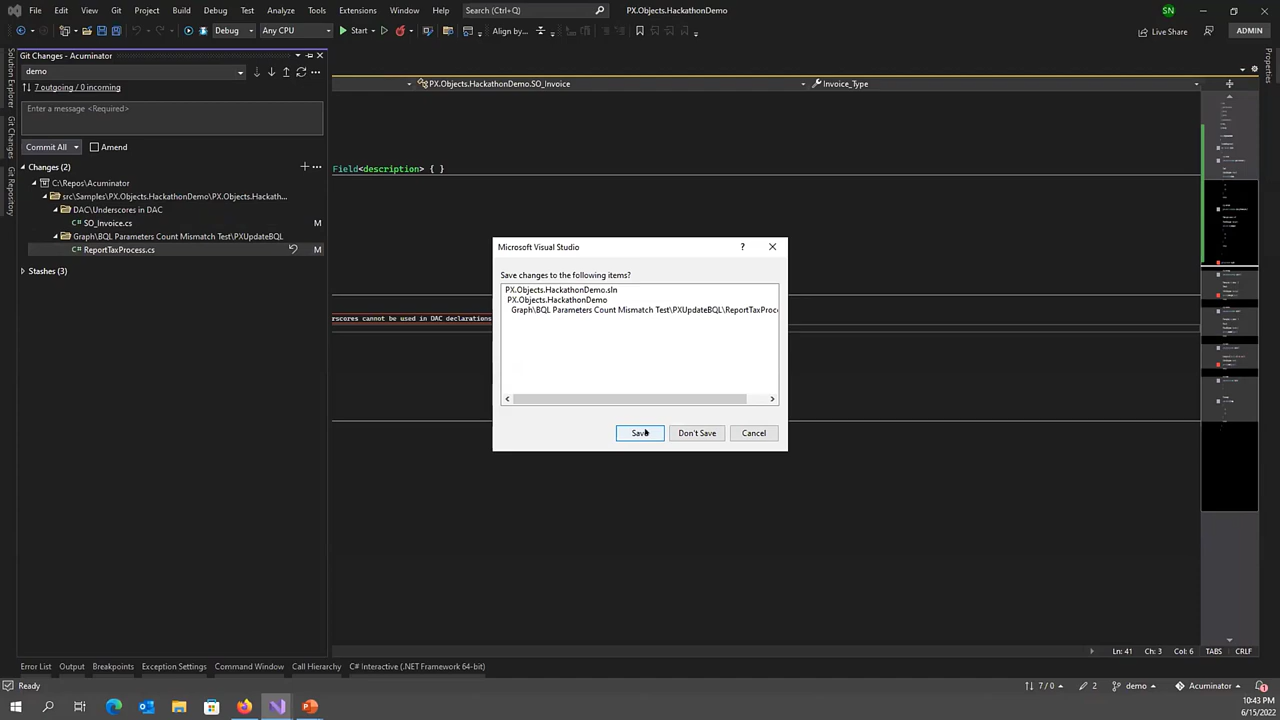 File Edit View Git Project Build Debug Test Analyze Tools Extensions Window Help Search (Ctrl+Q) PX.Objects.HackathonDemo SN
Debug Any CPU Start Align by... Live Share ADMIN
Git Changes - Acuminator
demo
7 outgoing / 0 incoming
Enter a message <Required>
Commit All Amend
Changes (2)
C:\Repos\Acuminator
src\Samples\PX.Objects.HackathonDemo\PX.Objects.Hackath...
DAC\Underscores in DAC
SO_Invoice.cs M
Graph\BQL Parameters Count Mismatch Test\PXUpdateBQL
ReportTaxProcess.cs M
Stashes (3)
Solution Explorer
Git Changes
Git Repository
Properties
PX.Objects.HackathonDemo.SO_Invoice Invoice_Type
Field<description> { }
rscores cannot be used in DAC declarations
Microsoft Visual Studio
Save changes to the following items?
PX.Objects.HackathonDemo.sln
PX.Objects.HackathonDemo
Graph\BQL Parameters Count Mismatch Test\PXUpdateBQL\ReportTaxProc
Save Don't Save Cancel
Ln: 41 Ch: 3 Col: 6 TABS CRLF
Error List Output Breakpoints Exception Settings Command Window Call Hierarchy C# Interactive (.NET Framework 64-bit)
Ready 7 / 0 2 demo Acuminator 1
10:43 PM
6/15/2022